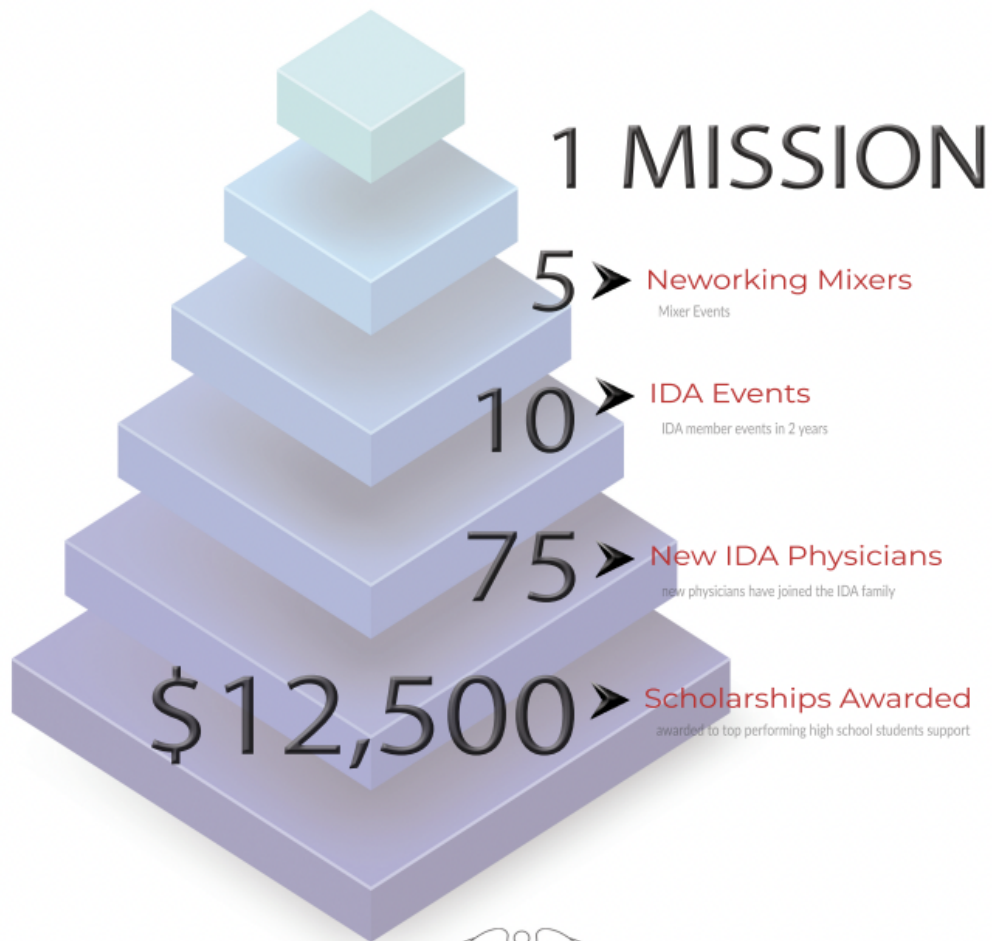 1 MISSION
5 Neworking Mixers
Mixer Events
10 IDA Events
IDA member events in 2 years
75 New IDA Physicians
new physicians have joined the IDA family
$12,500 Scholarships Awarded
awarded to top performing high school students support